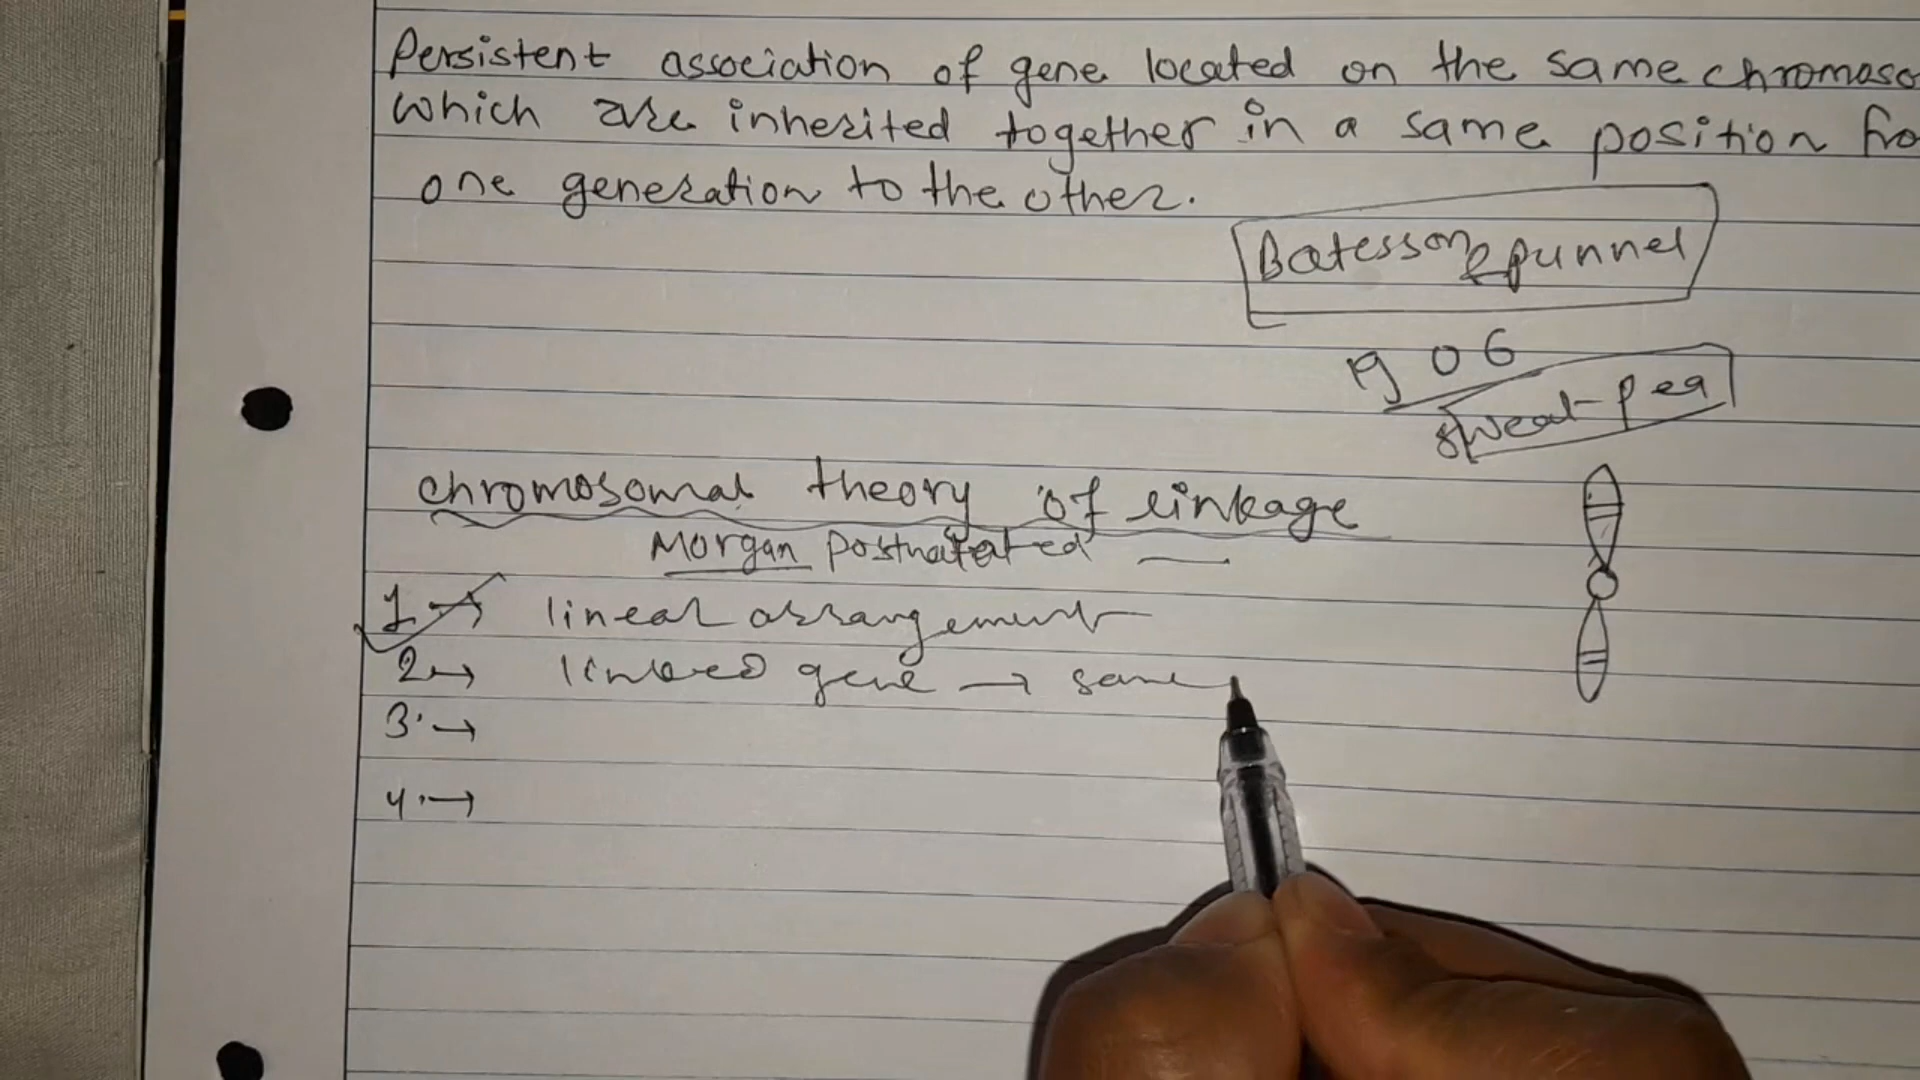 Persistent association of gene located on the same chromoso
which are inherited together in a same position fro
one generation to the other.
Batesson & punnel
1906
sweat-pea
chromosomal theory of linkage
Morgan Postulated
1 → lineal arrangement
2 → linked gene → same
3. →
4. →